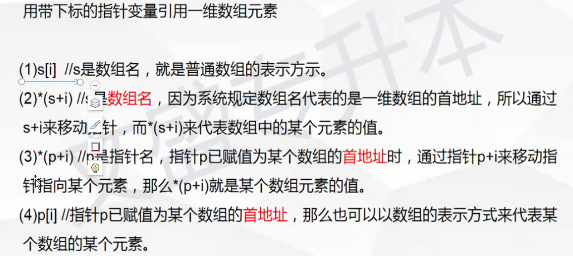 用带下标的指针变量引用一维数组元素
(1)s[i] //s是数组名，就是普通数组的表示方示。
(2)*(s+i) //s是数组名，因为系统规定数组名代表的是一维数组的首地址，所以通过
s+i来移动指针，而*(s+i)来代表数组中的某个元素的值。
(3)*(p+i) //p是指针名，指针p已赋值为某个数组的首地址时，通过指针p+i来移动指
针指向某个元素，那么*(p+i)就是某个数组元素的值。
(4)p[i] //指针p已赋值为某个数组的首地址，那么也可以以数组的表示方式来代表某
个数组的某个元素。
文盛专升本